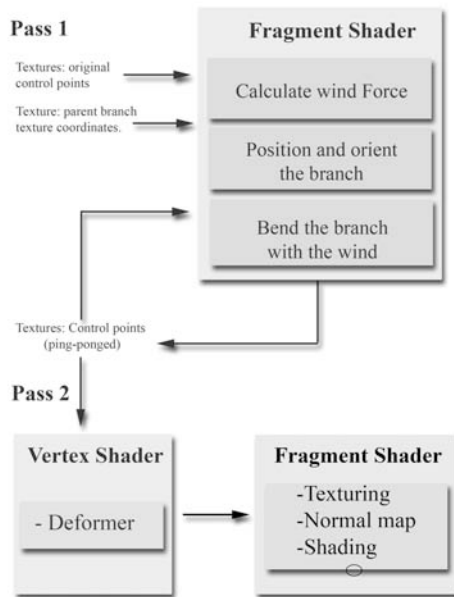 Pass 1
Fragment Shader
Textures: original
control points
Texture: parent branch
texture coordinates.
Calculate wind Force
Position and orient
the branch
Bend the branch
with the wind
Textures: Control points
(ping-ponged)
Pass 2
Vertex Shader
- Deformer
Fragment Shader
-Texturing
-Normal map
-Shading